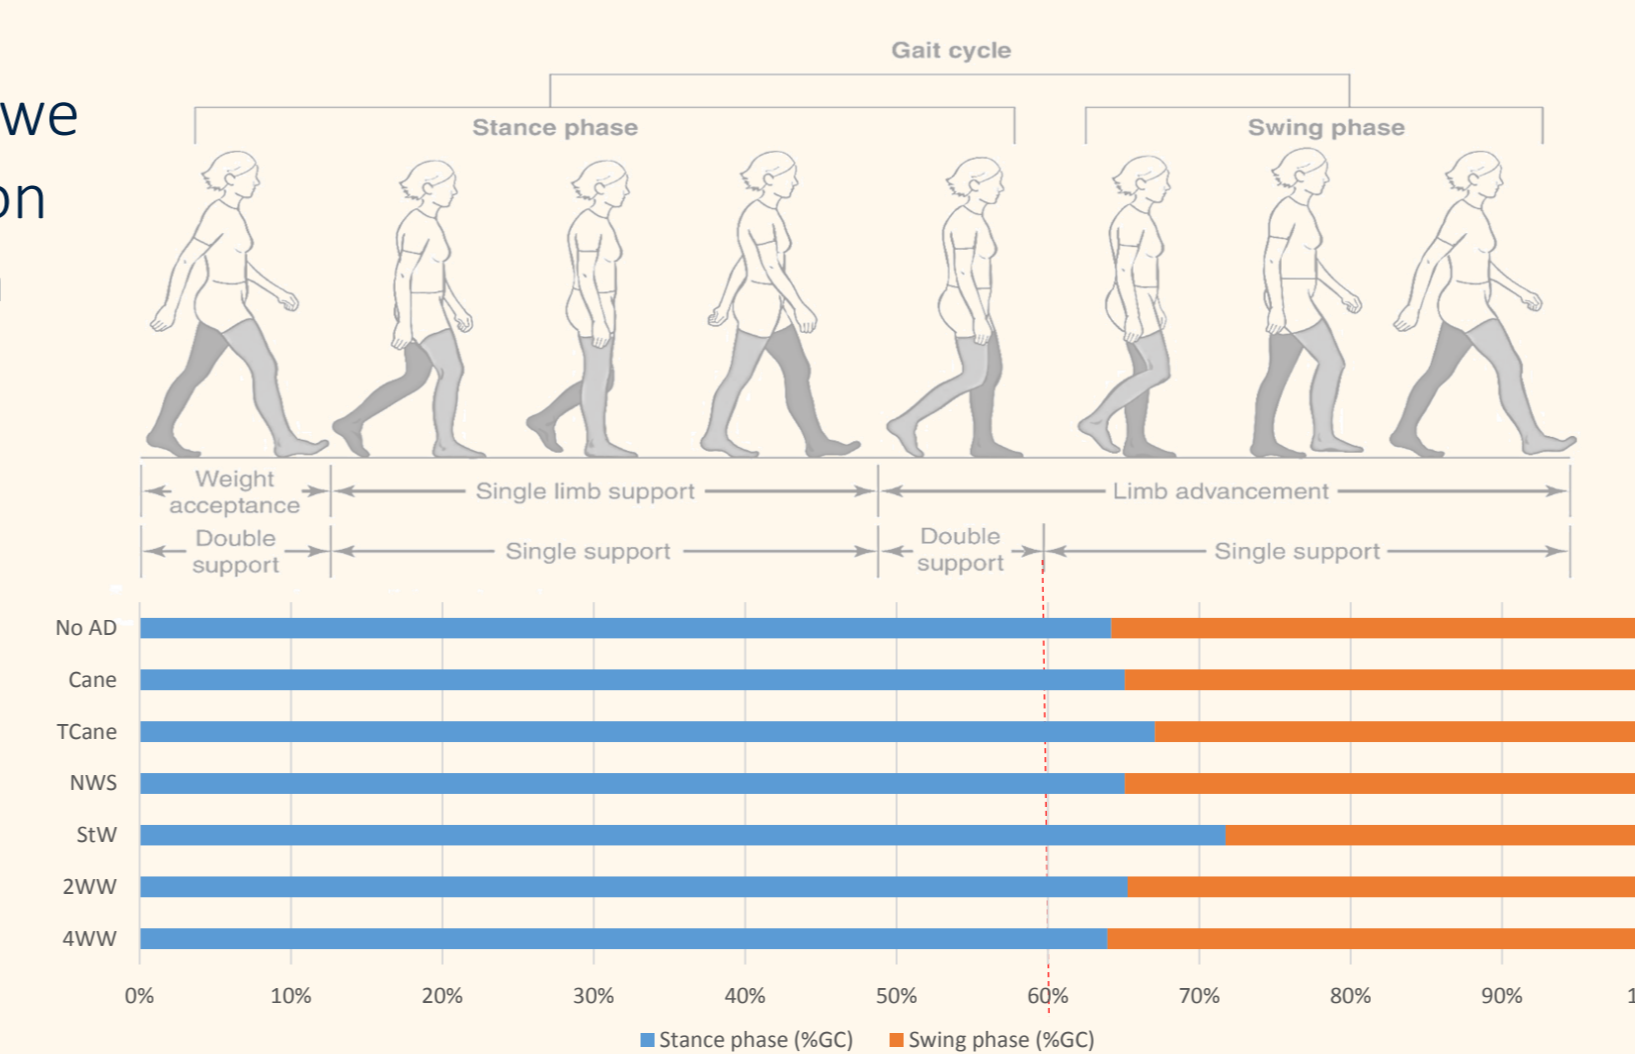 we
on
Gait cycle
Stance phase
Swing phase
Weight
acceptance
Single limb support
Limb advancement
Double
support
Single support
Double
support
Single support
No AD
Cane
TCane
NWS
StW
2WW
4WW
0% 10% 20% 30% 40% 50% 60% 70% 80% 90% 1
Stance phase (%GC) Swing phase (%GC)